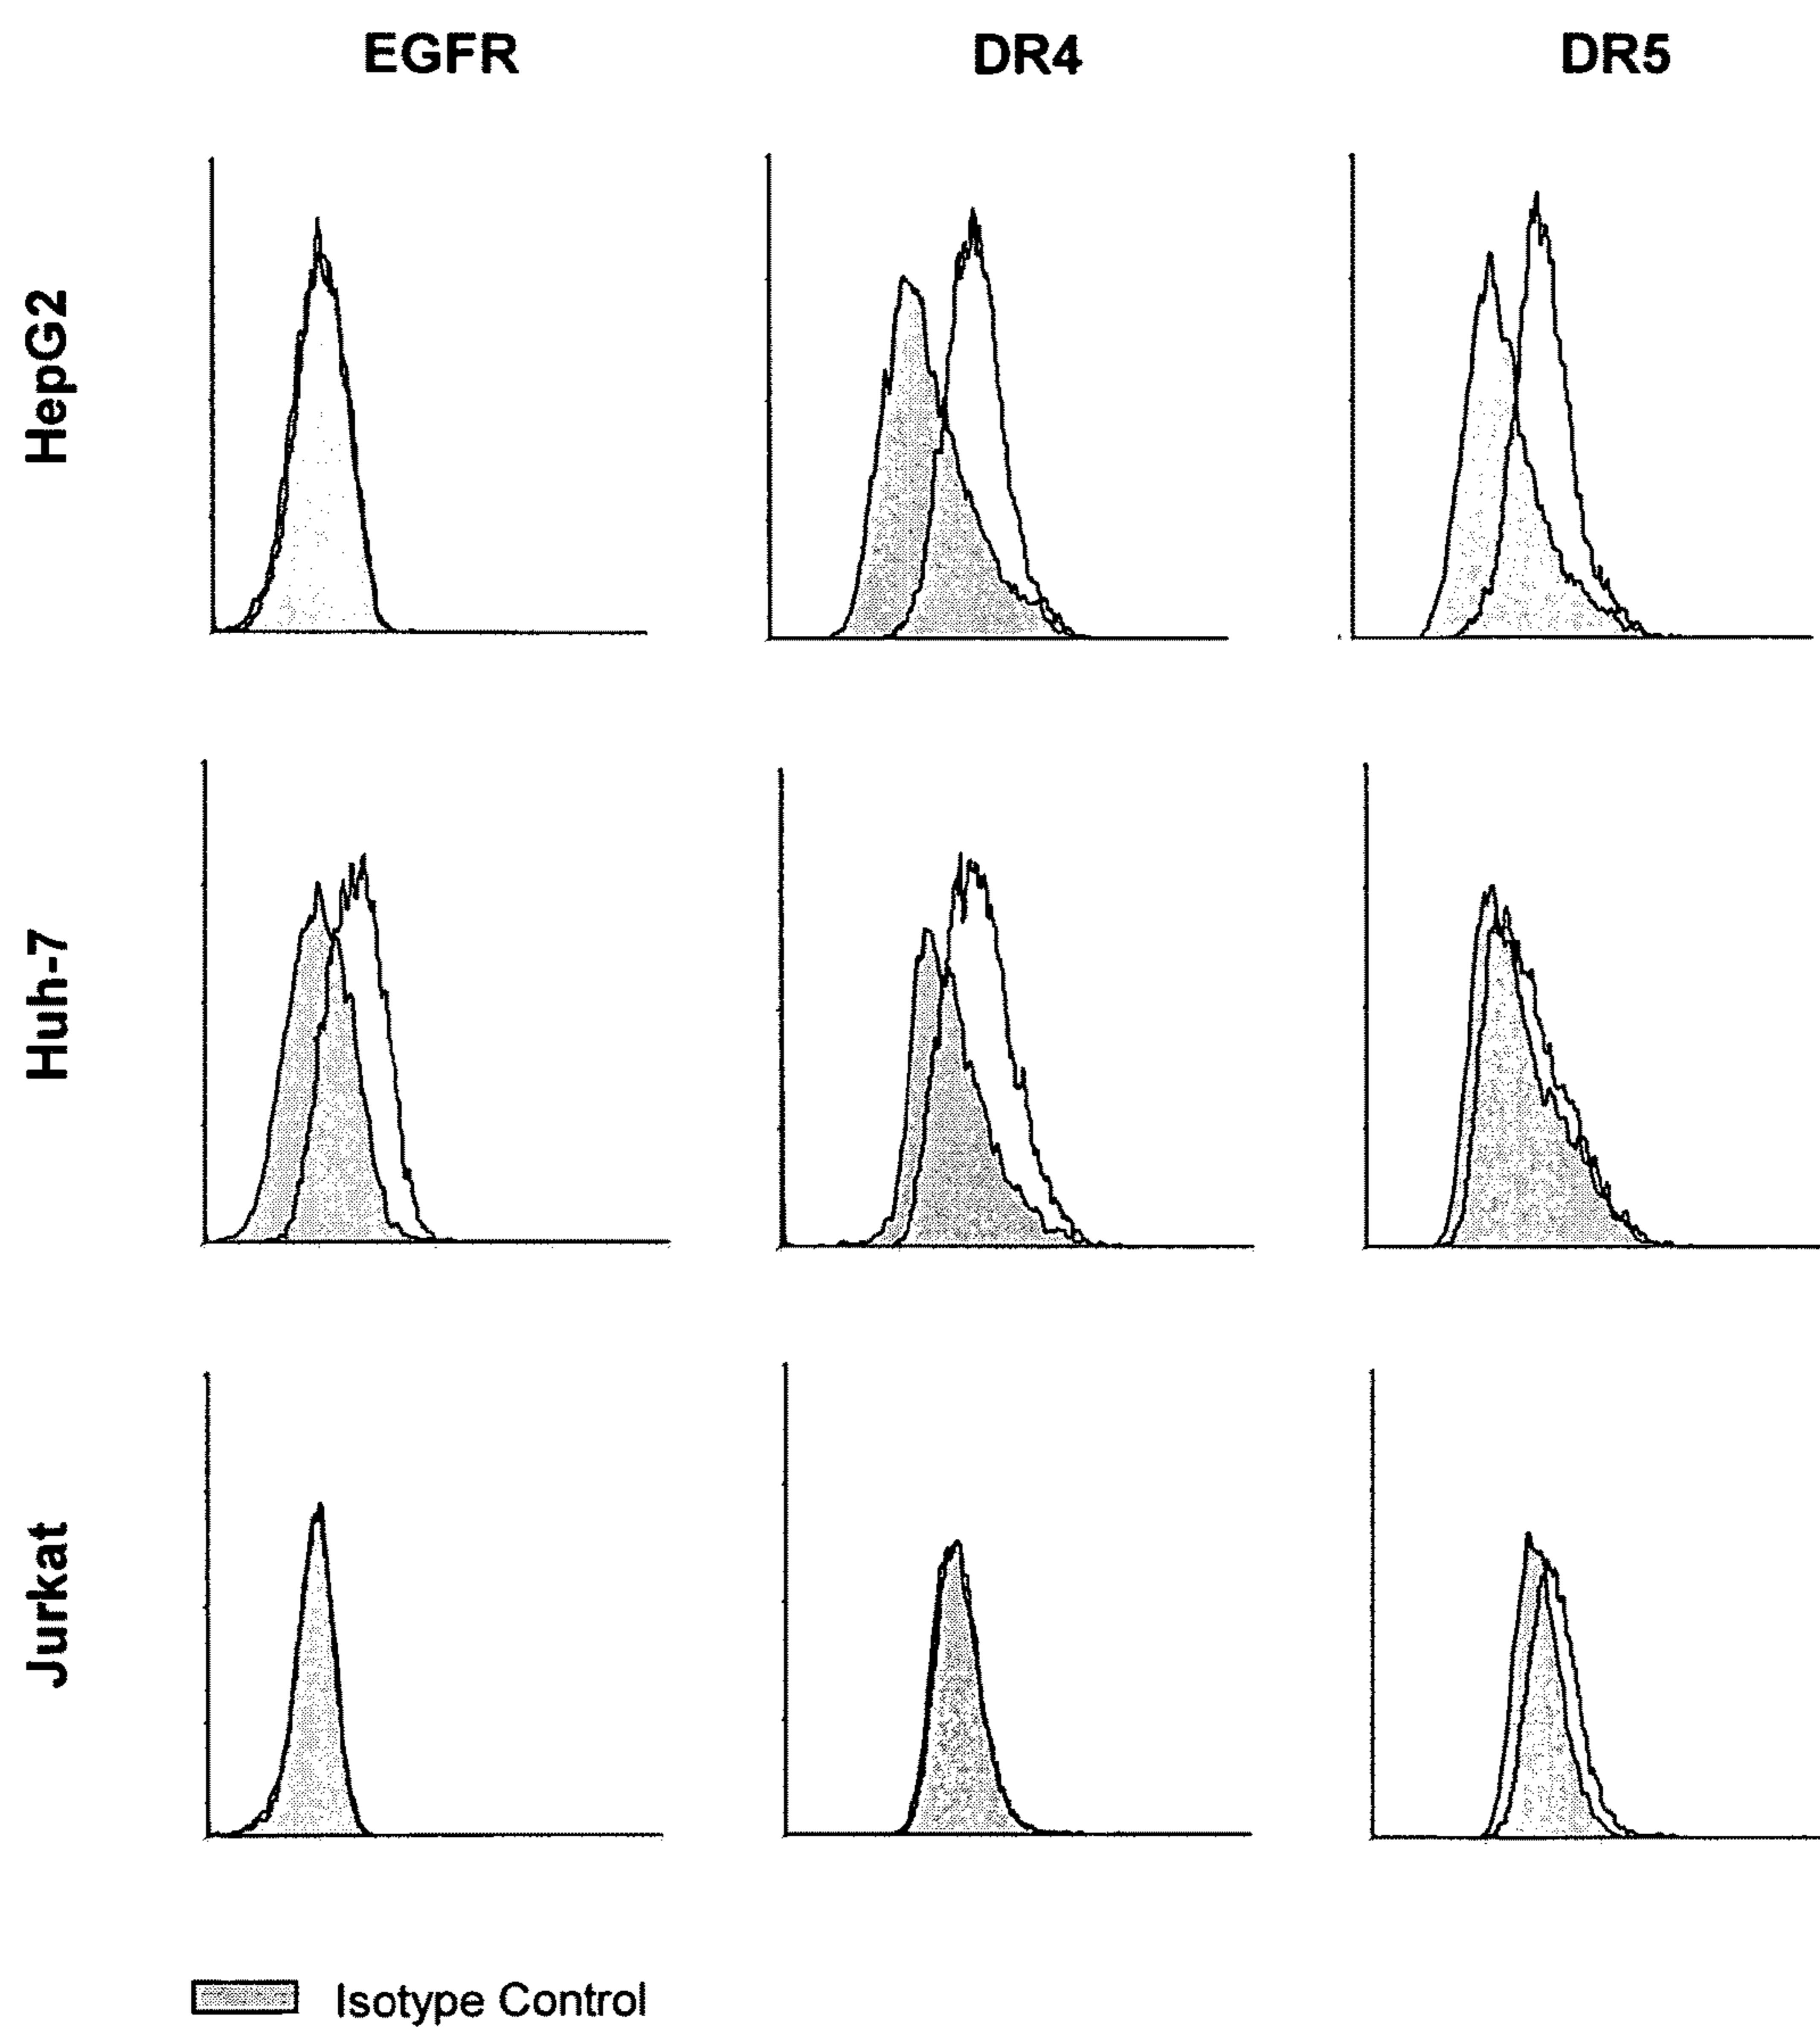 EGFR DR4 DR5
HepG2
Huh-7
Jurkat
Isotype Control